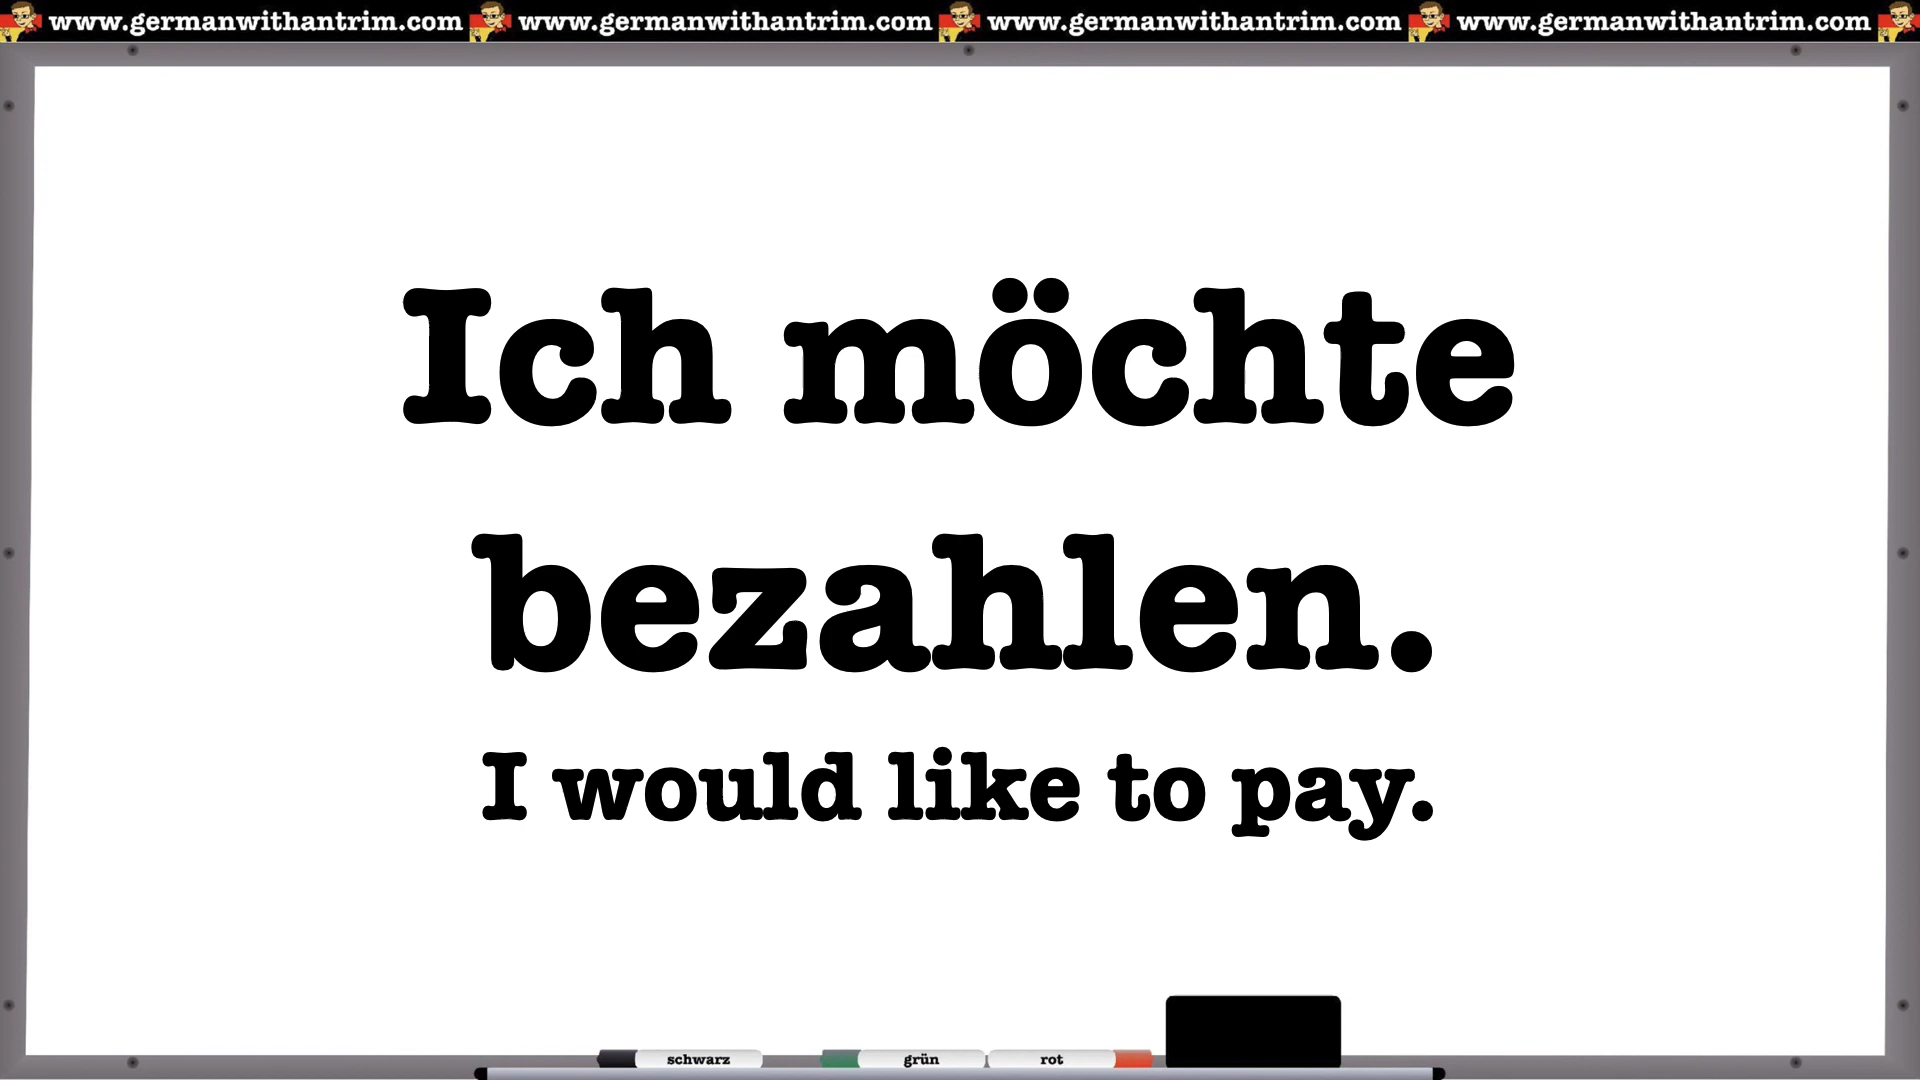 www.germanwithantrim.com www.germanwithantrim.com www.germanwithantrim.com www.germanwithantrim.com
Ich möchte
bezahlen.
I would like to pay.
schwarz grün rot